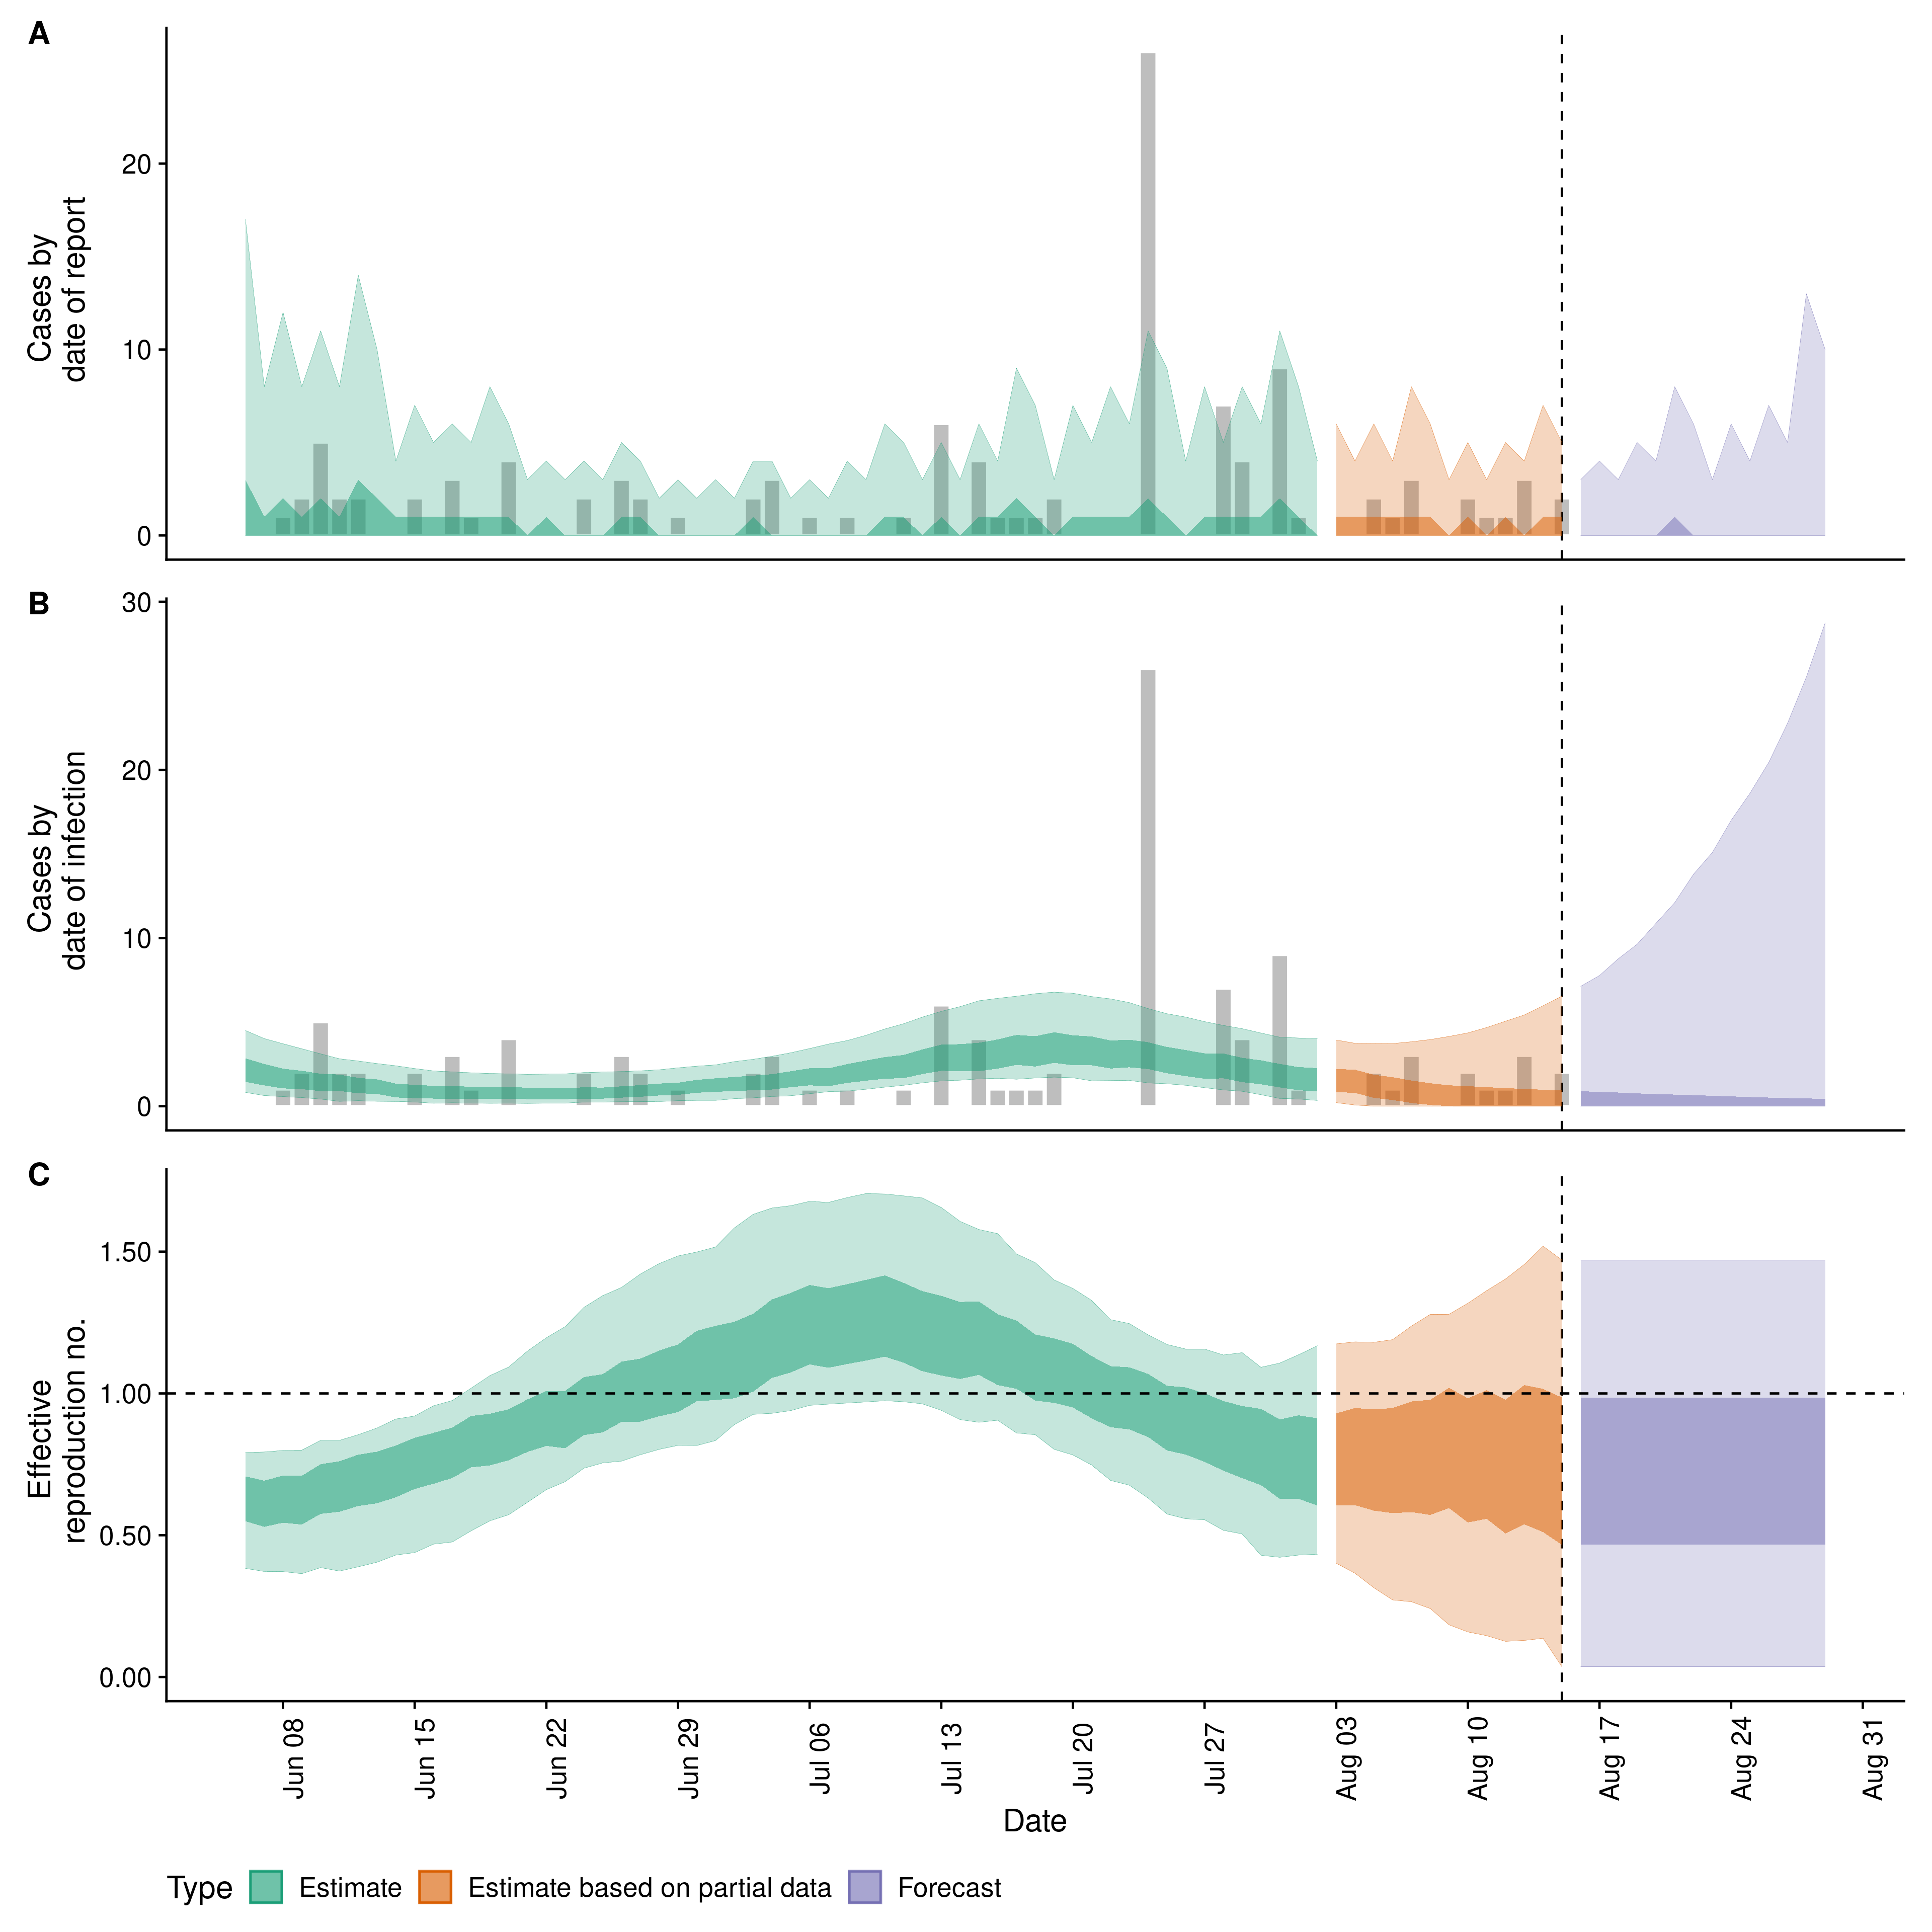 A
Cases by
date of report
20
10
0
B
Cases by
date of infection
30
20
10
0
C
Effective
reproduction no.
1.50
1.00
0.50
0.00
Jun 08
Jun 15
Jun 22
Jun 29
Jul 06
Jul 13
Jul 20
Jul 27
Aug 03
Aug 10
Aug 17
Aug 24
Aug 31
Date
Type Estimate Estimate based on partial data Forecast